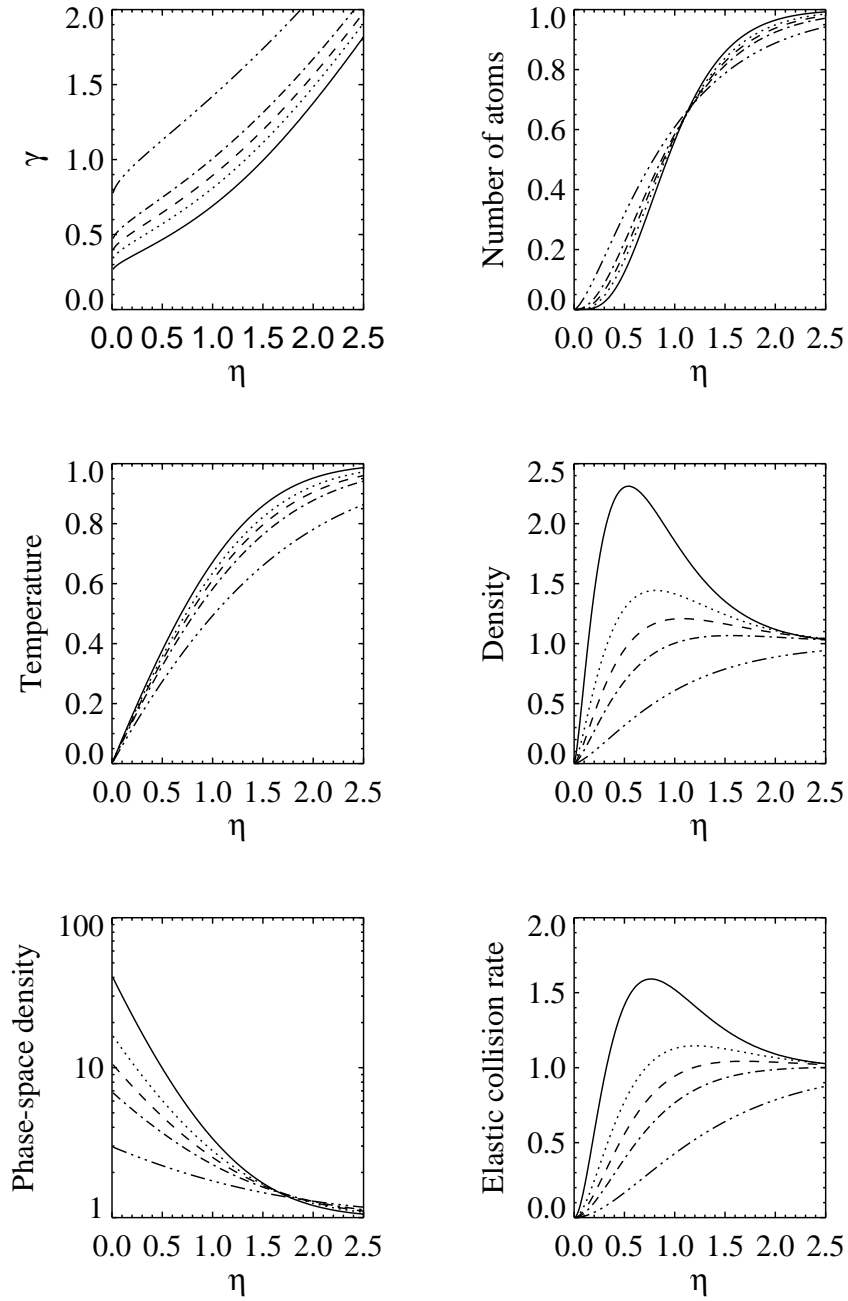 2.0
1.5
1.0
0.5
0.0
γ
0.0 0.5 1.0 1.5 2.0 2.5
η
1.0
0.8
0.6
0.4
0.2
0.0
Number of atoms
0.0 0.5 1.0 1.5 2.0 2.5
η
1.0
0.8
0.6
0.4
0.2
0.0
Temperature
0.0 0.5 1.0 1.5 2.0 2.5
η
2.5
2.0
1.5
1.0
0.5
0.0
Density
0.0 0.5 1.0 1.5 2.0 2.5
η
100
10
1
Phase-space density
0.0 0.5 1.0 1.5 2.0 2.5
η
2.0
1.5
1.0
0.5
0.0
Elastic collision rate
0.0 0.5 1.0 1.5 2.0 2.5
η